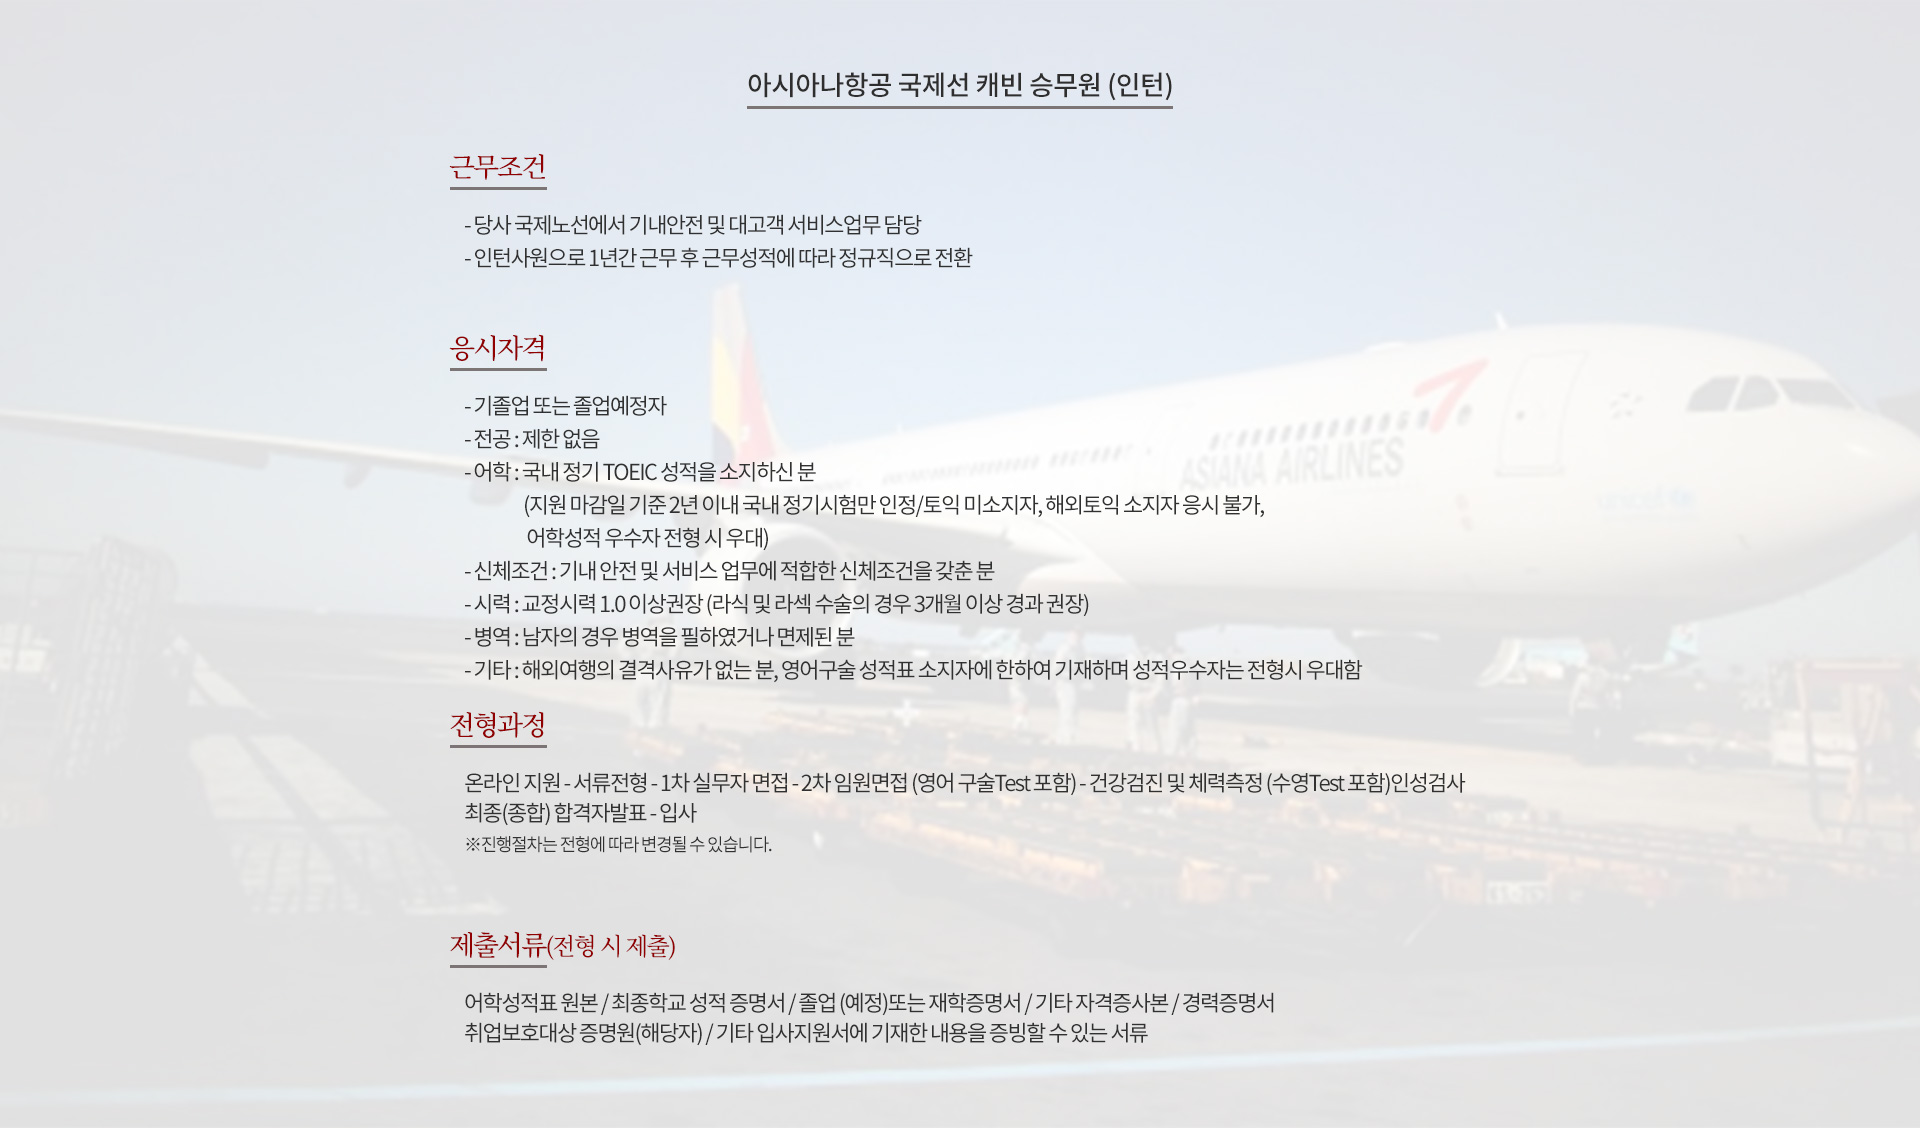 아시아나항공 국제선 캐빈 승무원 (인턴)
근무조건
- 당사 국제노선에서 기내안전 및 대고객 서비스업무 담당
- 인턴사원으로 1년간 근무 후 근무성적에 따라 정규직으로 전환
응시자격
- 기졸업 또는 졸업예정자
- 전공 : 제한 없음
- 어학 : 국내 정기 TOEIC 성적을 소지하신 분
(지원 마감일 기준 2년 이내 국내 정기시험만 인정/토익 미소지자, 해외토익 소지자 응시 불가,
어학성적 우수자 전형 시 우대)
- 신체조건 : 기내 안전 및 서비스 업무에 적합한 신체조건을 갖춘 분
- 시력 : 교정시력 1.0 이상권장 (라식 및 라섹 수술의 경우 3개월 이상 경과 권장)
- 병역 : 남자의 경우 병역을 필하였거나 면제된 분
- 기타 : 해외여행의 결격사유가 없는 분, 영어구술 성적표 소지자에 한하여 기재하며 성적우수자는 전형시 우대함
전형과정
온라인 지원 - 서류전형 - 1차 실무자 면접 - 2차 임원면접 (영어 구술Test 포함) - 건강검진 및 체력측정 (수영Test 포함)인성검사
최종(종합) 합격자발표 - 입사
※진행절차는 전형에 따라 변경될 수 있습니다.
제출서류(전형 시 제출)
어학성적표 원본 / 최종학교 성적 증명서 / 졸업 (예정)또는 재학증명서 / 기타 자격증사본 / 경력증명서
취업보호대상 증명원(해당자) / 기타 입사지원서에 기재한 내용을 증빙할 수 있는 서류
ASIANA AIRLINES
unicef